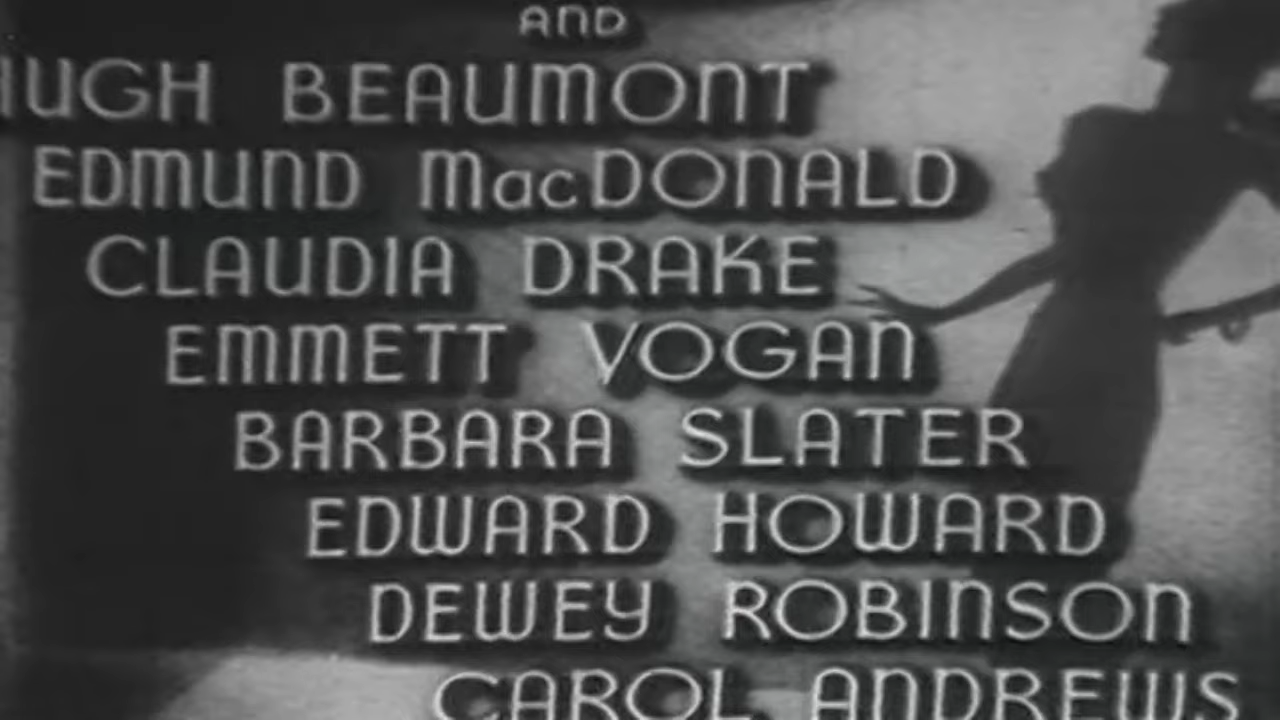 AND
HUGH BEAUMONT
EDMUND MacDONALD
CLAUDIA DRAKE
EMMETT VOGAN
BARBARA SLATER
EDWARD HOWARD
DEWEY ROBINSON
CAROL ANDREWS